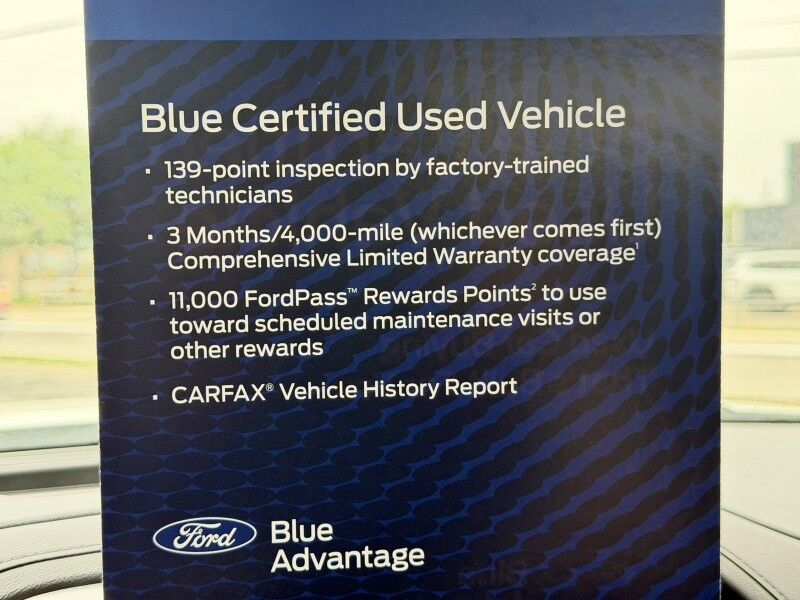 Blue Certified Used Vehicle
▪ 139-point inspection by factory-trained
technicians
▪ 3 Months/4,000-mile (whichever comes first)
Comprehensive Limited Warranty coverage¹
▪ 11,000 FordPass™ Rewards Points² to use
toward scheduled maintenance visits or
other rewards
▪ CARFAX® Vehicle History Report
Ford Blue
Advantage